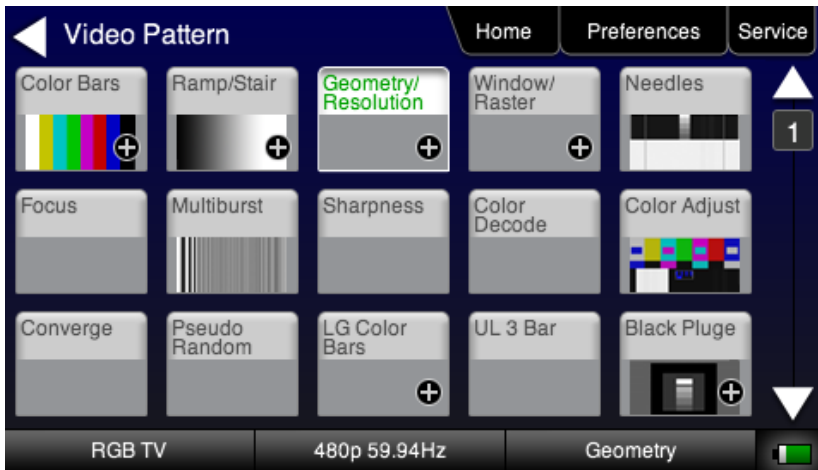 Video Pattern
Home
Preferences
Service
Color Bars
Ramp/Stair
Geometry/
Resolution
Window/
Raster
Needles
1
Focus
Multiburst
Sharpness
Color
Decode
Color Adjust
Converge
Pseudo
Random
LG Color
Bars
UL 3 Bar
Black Pluge
RGB TV
480p 59.94Hz
Geometry